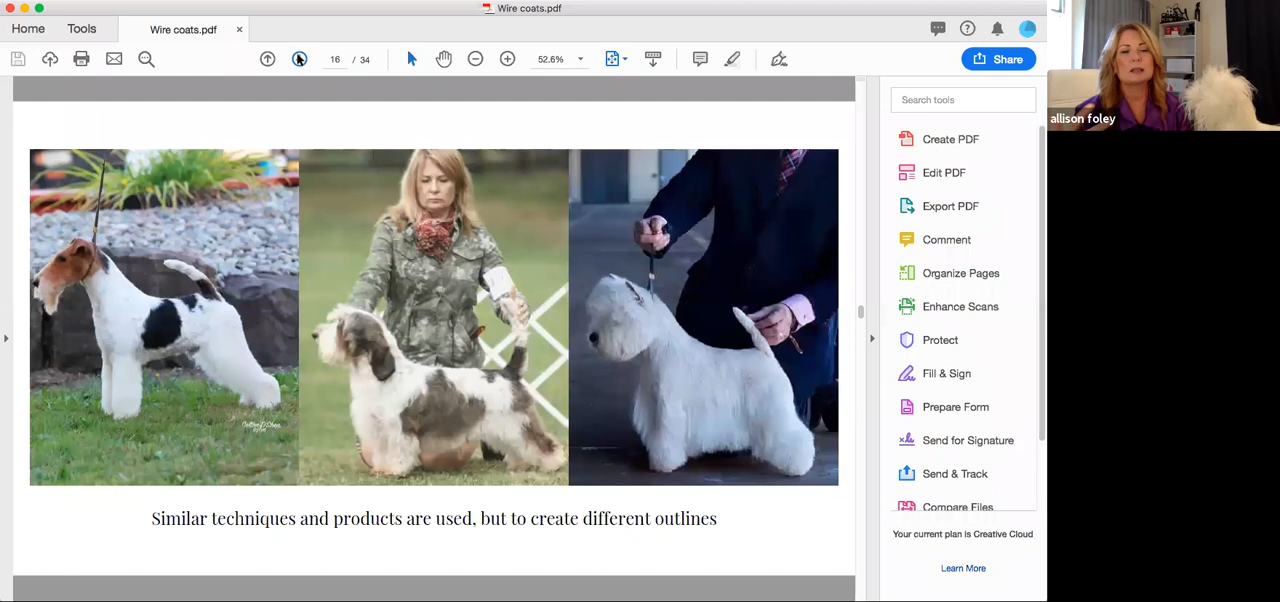 Wire coats.pdf
Home Tools Wire coats.pdf ×
16 / 34 52.6% Share
Search tools
Create PDF
Edit PDF
Export PDF
Comment
Organize Pages
Enhance Scans
Protect
Fill & Sign
Prepare Form
Send for Signature
Send & Track
Compare Files
Your current plan is Creative Cloud
Learn More
Similar techniques and products are used, but to create different outlines
allison foley